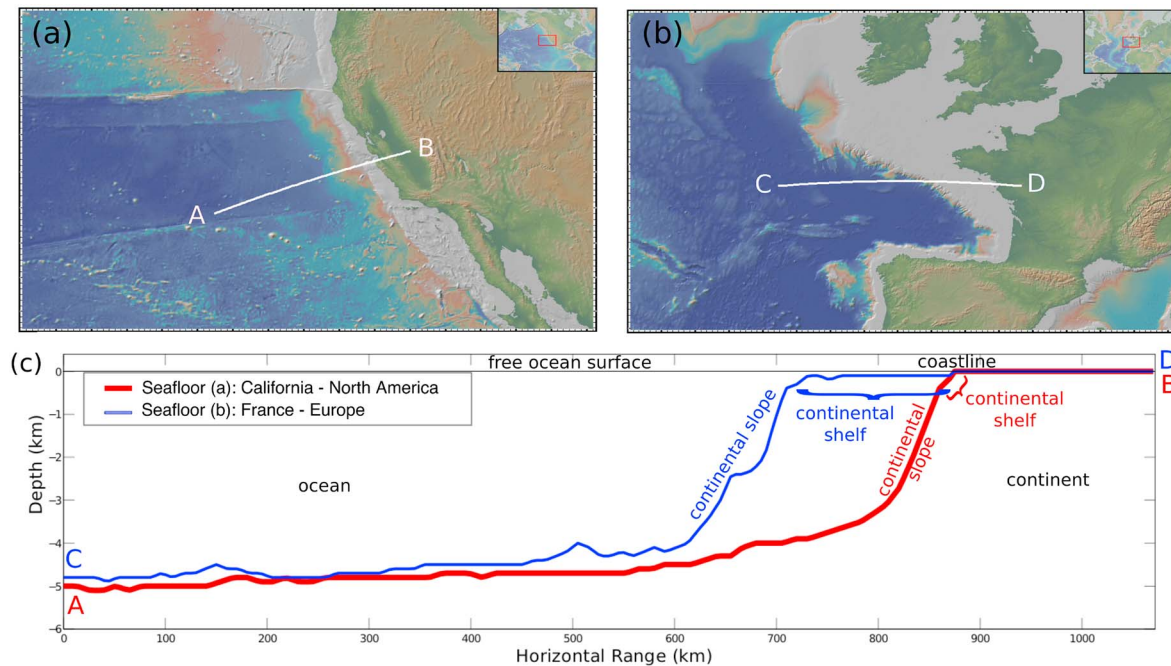 (a)
A
B
(b)
C
D
(c)
free ocean surface
coastline
D
B
Seafloor (a): California - North America
Seafloor (b): France - Europe
continental slope
continental
shelf
continental
slope
continental
shelf
ocean
continent
C
A
Depth (km)
0
−1
−2
−3
−4
−5
−6
0
100
200
300
400
500
600
700
800
900
1000
Horizontal Range (km)